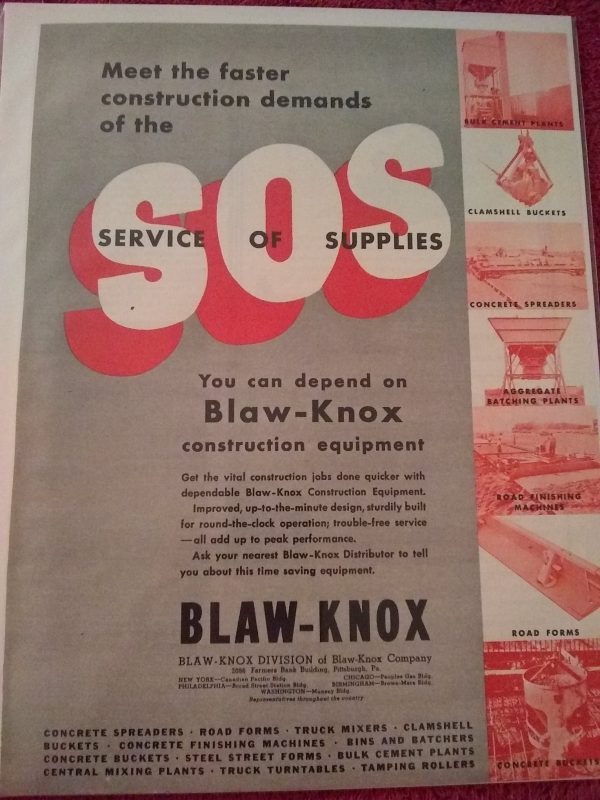 Meet the faster
construction demands
of the
SOS
SERVICE OF SUPPLIES
You can depend on
Blaw-Knox
construction equipment
Get the vital construction jobs done quicker with
dependable Blaw-Knox Construction Equipment.
Improved, up-to-the-minute design, sturdily built
for round-the-clock operation; trouble-free service
—all add up to peak performance.
Ask your nearest Blaw-Knox Distributor to tell
you about this time saving equipment.
BLAW-KNOX
BLAW-KNOX DIVISION of Blaw-Knox Company
Farmers Bank Building, Pittsburgh, Pa.
NEW YORK—Canadian Pacific Bldg. CHICAGO—Peoples Gas Bldg.
PHILADELPHIA—Broad Street Station Bldg. BIRMINGHAM—Brown-Marx Bldg.
WASHINGTON—Munsey Bldg.
Representatives throughout the country
CONCRETE SPREADERS · ROAD FORMS · TRUCK MIXERS · CLAMSHELL
BUCKETS · CONCRETE FINISHING MACHINES · BINS AND BATCHERS
CONCRETE BUCKETS · STEEL STREET FORMS · BULK CEMENT PLANTS
CENTRAL MIXING PLANTS · TRUCK TURNTABLES · TAMPING ROLLERS
BULK CEMENT PLANTS
CLAMSHELL BUCKETS
CONCRETE SPREADERS
AGGREGATE
BATCHING PLANTS
ROAD FINISHING
MACHINES
ROAD FORMS
CONCRETE BUCKETS